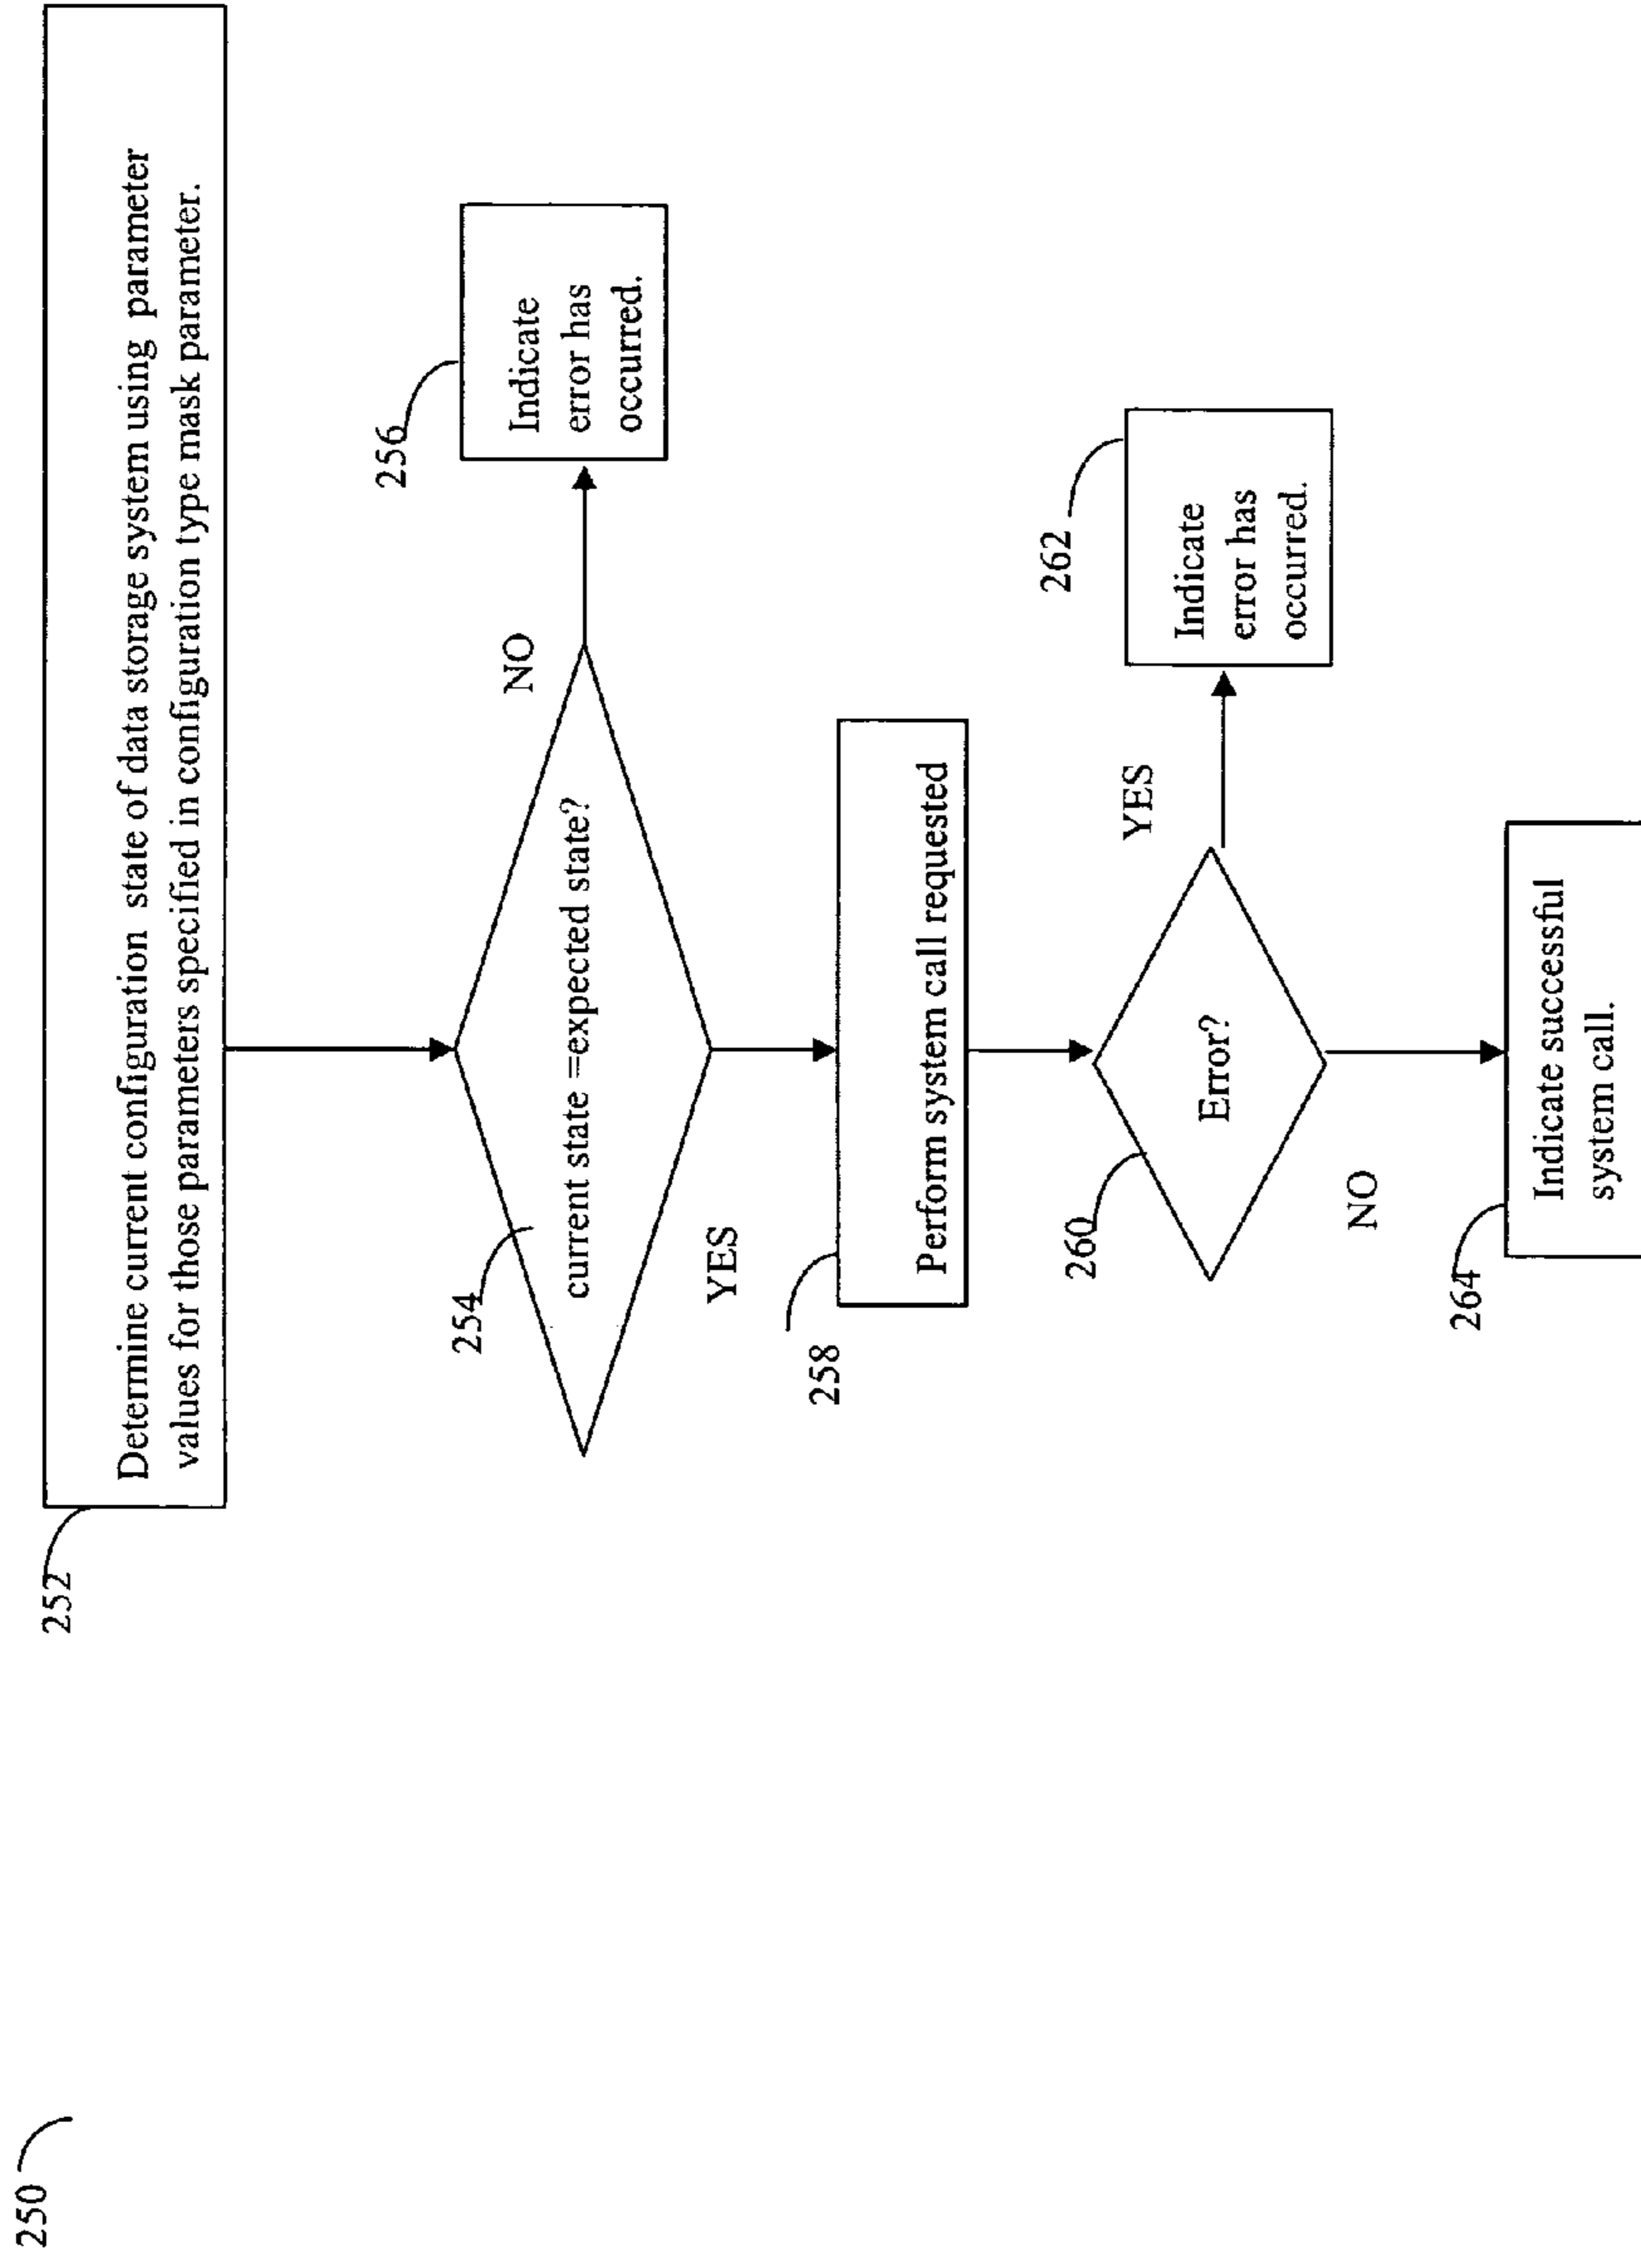 250
252
Determine current configuration state of data storage system using parameter
values for those parameters specified in configuration type mask parameter.
254
current state =expected state?
NO
256
Indicate
error has
occurred.
YES
258
Perform system call requested
260
Error?
YES
262
Indicate
error has
occurred.
NO
264
Indicate successful
system call.